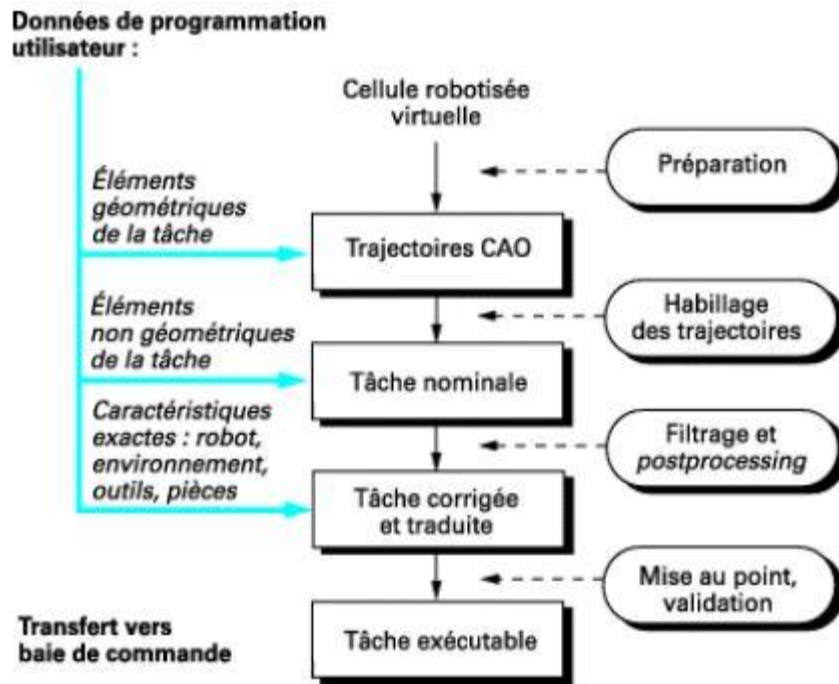 Données de programmation
utilisateur :
Cellule robotisée
virtuelle
Préparation
Éléments
géométriques
de la tâche
Trajectoires CAO
Habillage
des trajectoires
Éléments
non géométriques
de la tâche
Tâche nominale
Caractéristiques
exactes : robot,
environnement,
outils, pièces
Filtrage et
postprocessing
Tâche corrigée
et traduite
Mise au point,
validation
Transfert vers
baie de commande
Tâche exécutable